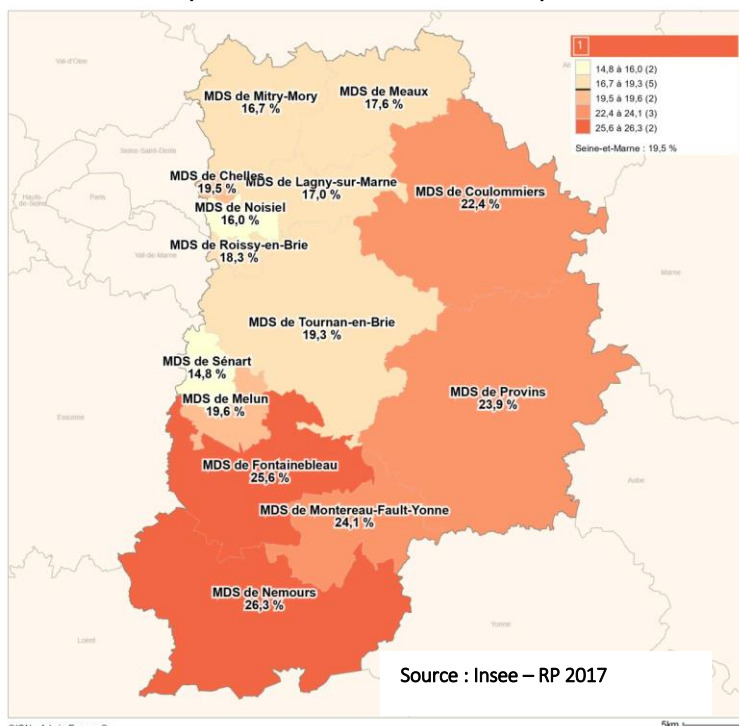 1
14,8 à 16,0 (2)
16,7 à 19,3 (5)
19,5 à 19,6 (2)
22,4 à 24,1 (3)
25,6 à 26,3 (2)
Seine-et-Marne : 19,5 %
Val-d'Oise
MDS de Mitry-Mory
16,7 %
MDS de Meaux
17,6 %
Seine-Saint-Denis
MDS de Chelles
19,5 %
MDS de Lagny-sur-Marne
17,0 %
MDS de Coulommiers
22,4 %
Hauts-
de-Seine
Paris
MDS de Noisiel
16,0 %
Val-de-Marne
MDS de Roissy-en-Brie
18,3 %
Marne
MDS de Tournan-en-Brie
19,3 %
MDS de Sénart
14,8 %
MDS de Provins
23,9 %
MDS de Melun
19,6 %
Essonne
MDS de Fontainebleau
25,6 %
Aube
MDS de Montereau-Fault-Yonne
24,1 %
MDS de Nemours
26,3 %
Yonne
Loiret
Source : Insee – RP 2017
5km